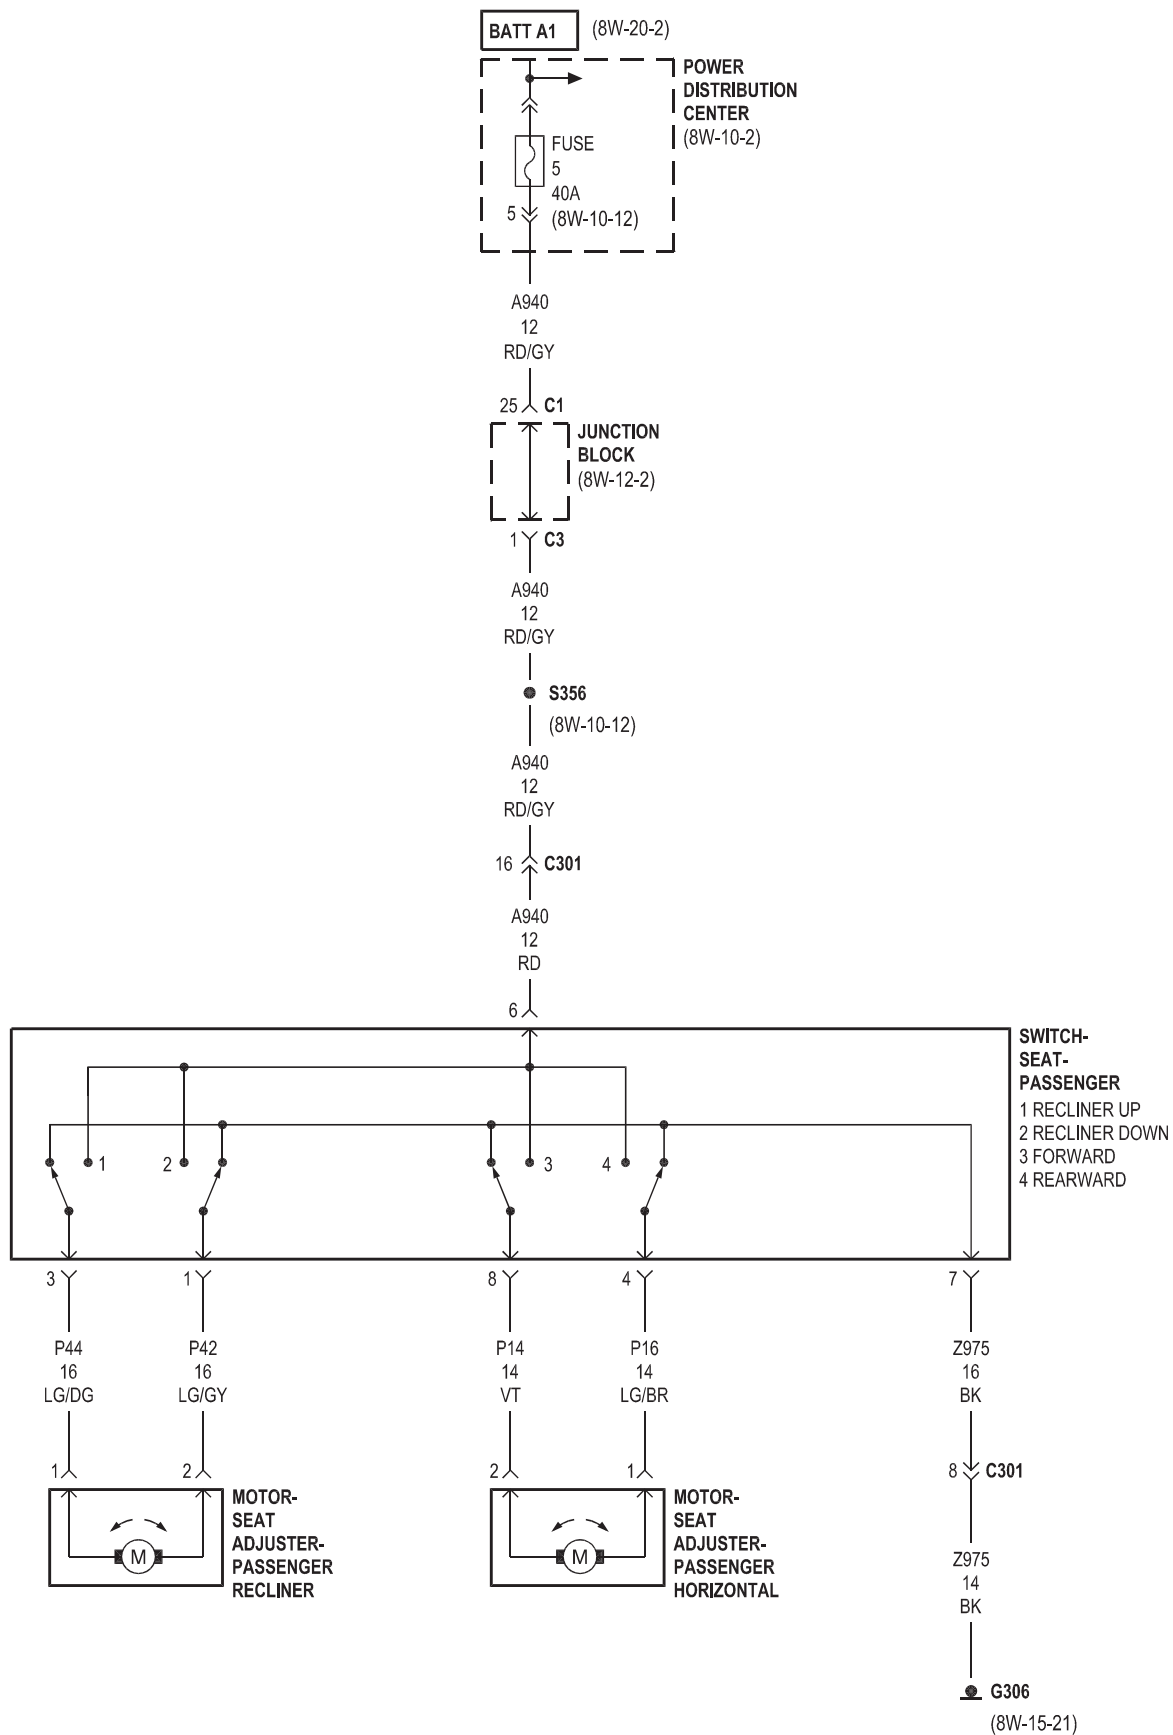 BATT A1 (8W-20-2)
POWER
DISTRIBUTION
CENTER
(8W-10-2)
FUSE
5
40A
5 (8W-10-12)
A940
12
RD/GY
25 C1
JUNCTION
BLOCK
(8W-12-2)
1 C3
A940
12
RD/GY
S356
(8W-10-12)
A940
12
RD/GY
16 C301
A940
12
RD
6
SWITCH-
SEAT-
PASSENGER
1 RECLINER UP
2 RECLINER DOWN
3 FORWARD
4 REARWARD
1 2 3 4
3 1 8 4 7
P44 P42 P14 P16 Z975
16 16 14 14 16
LG/DG LG/GY VT LG/BR BK
1 2 2 1 8 C301
MOTOR-
SEAT
ADJUSTER-
PASSENGER
RECLINER
M
MOTOR-
SEAT
ADJUSTER-
PASSENGER
HORIZONTAL
M
Z975
14
BK
G306
(8W-15-21)